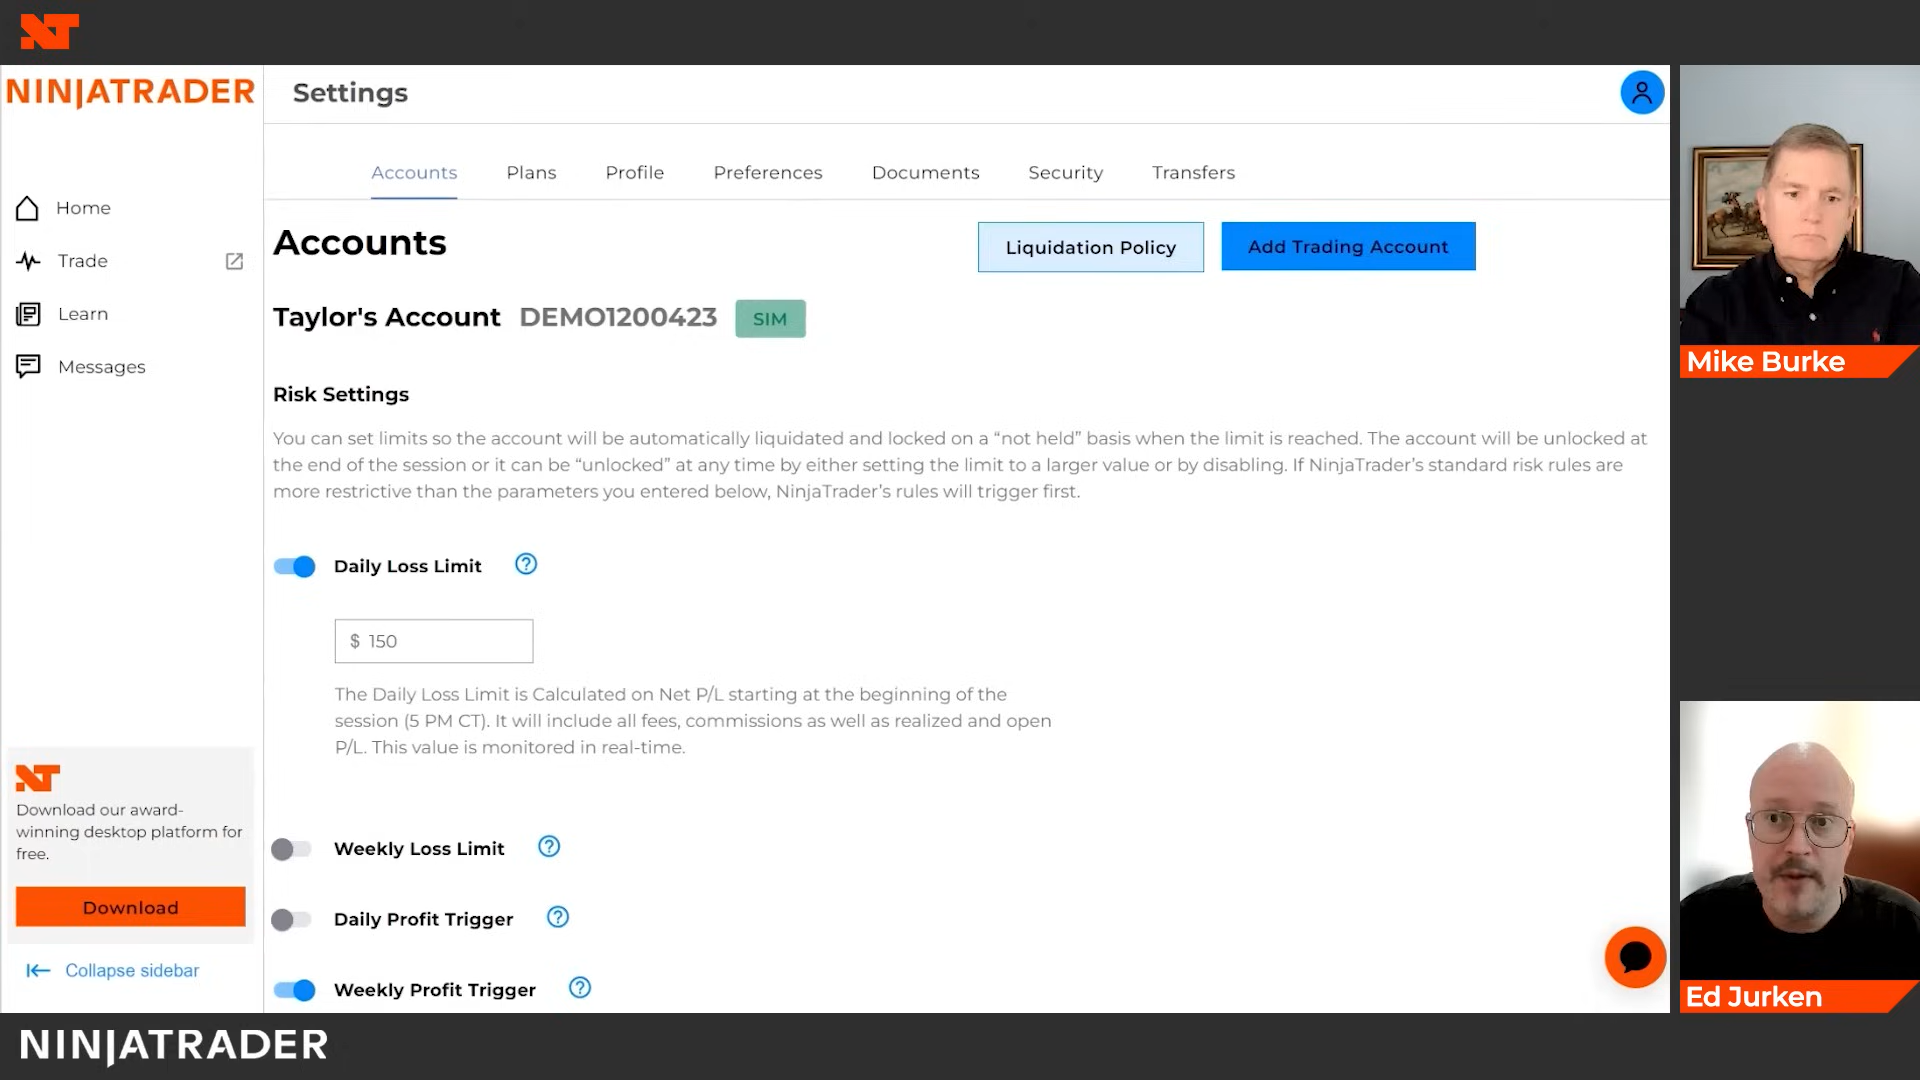 NT
NINJATRADER
Settings
Accounts
Plans
Profile
Preferences
Documents
Security
Transfers
Home
Trade
Learn
Messages
Accounts
Liquidation Policy
Add Trading Account
Taylor's Account DEMO1200423 SIM
Risk Settings
You can set limits so the account will be automatically liquidated and locked on a “not held” basis when the limit is reached. The account will be unlocked at
the end of the session or it can be “unlocked” at any time by either setting the limit to a larger value or by disabling. If NinjaTrader’s standard risk rules are
more restrictive than the parameters you entered below, NinjaTrader’s rules will trigger first.
Daily Loss Limit
$ 150
The Daily Loss Limit is Calculated on Net P/L starting at the beginning of the
session (5 PM CT). It will include all fees, commissions as well as realized and open
P/L. This value is monitored in real-time.
Weekly Loss Limit
Daily Profit Trigger
Weekly Profit Trigger
NT
Download our award-
winning desktop platform for
free.
Download
Collapse sidebar
Mike Burke
Ed Jurken
NINJATRADER